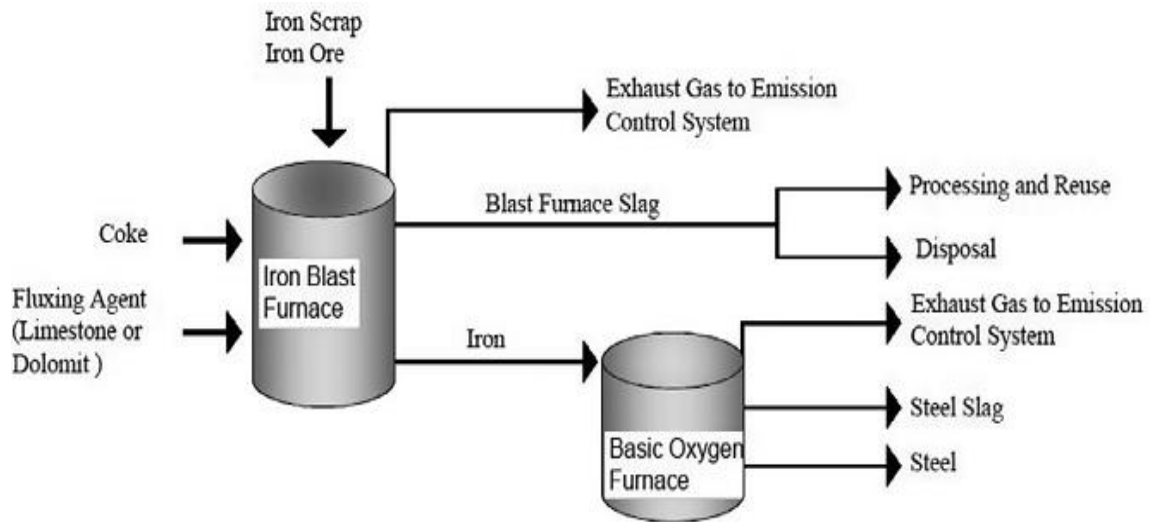 Iron Scrap
Iron Ore
Exhaust Gas to Emission
Control System
Blast Furnace Slag
Processing and Reuse
Disposal
Coke
Iron Blast
Furnace
Fluxing Agent
(Limestone or
Dolomit )
Iron
Exhaust Gas to Emission
Control System
Basic Oxygen
Furnace
Steel Slag
Steel